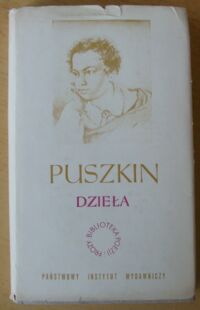 PUSZKIN
DZIEŁA
BIBLIOTEKA POEZJI I PROZY
PAŃSTWOWY INSTYTUT WYDAWNICZY